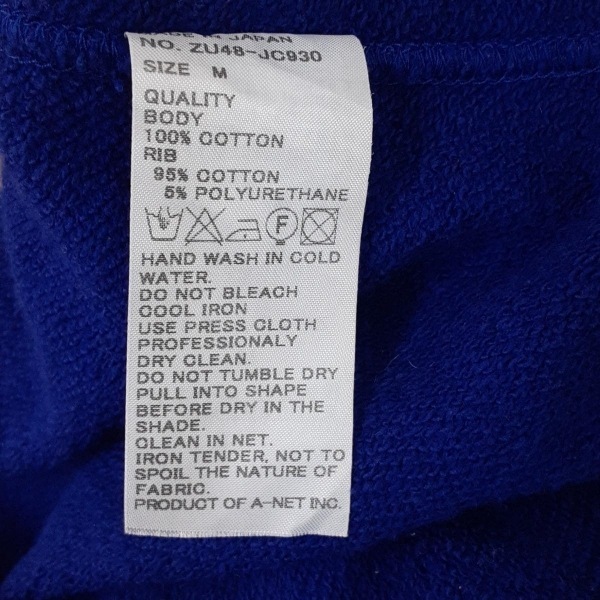 MADE IN JAPAN
NO. ZU48-JC930
SIZE M
QUALITY
BODY
100% COTTON
RIB
95% COTTON
5% POLYURETHANE
F
HAND WASH IN COLD
WATER.
DO NOT BLEACH
COOL IRON
USE PRESS CLOTH
PROFESSIONALY
DRY CLEAN.
DO NOT TUMBLE DRY
PULL INTO SHAPE
BEFORE DRY IN THE
SHADE.
CLEAN IN NET.
IRON TENDER, NOT TO
SPOIL THE NATURE OF
FABRIC.
PRODUCT OF A-NET INC.